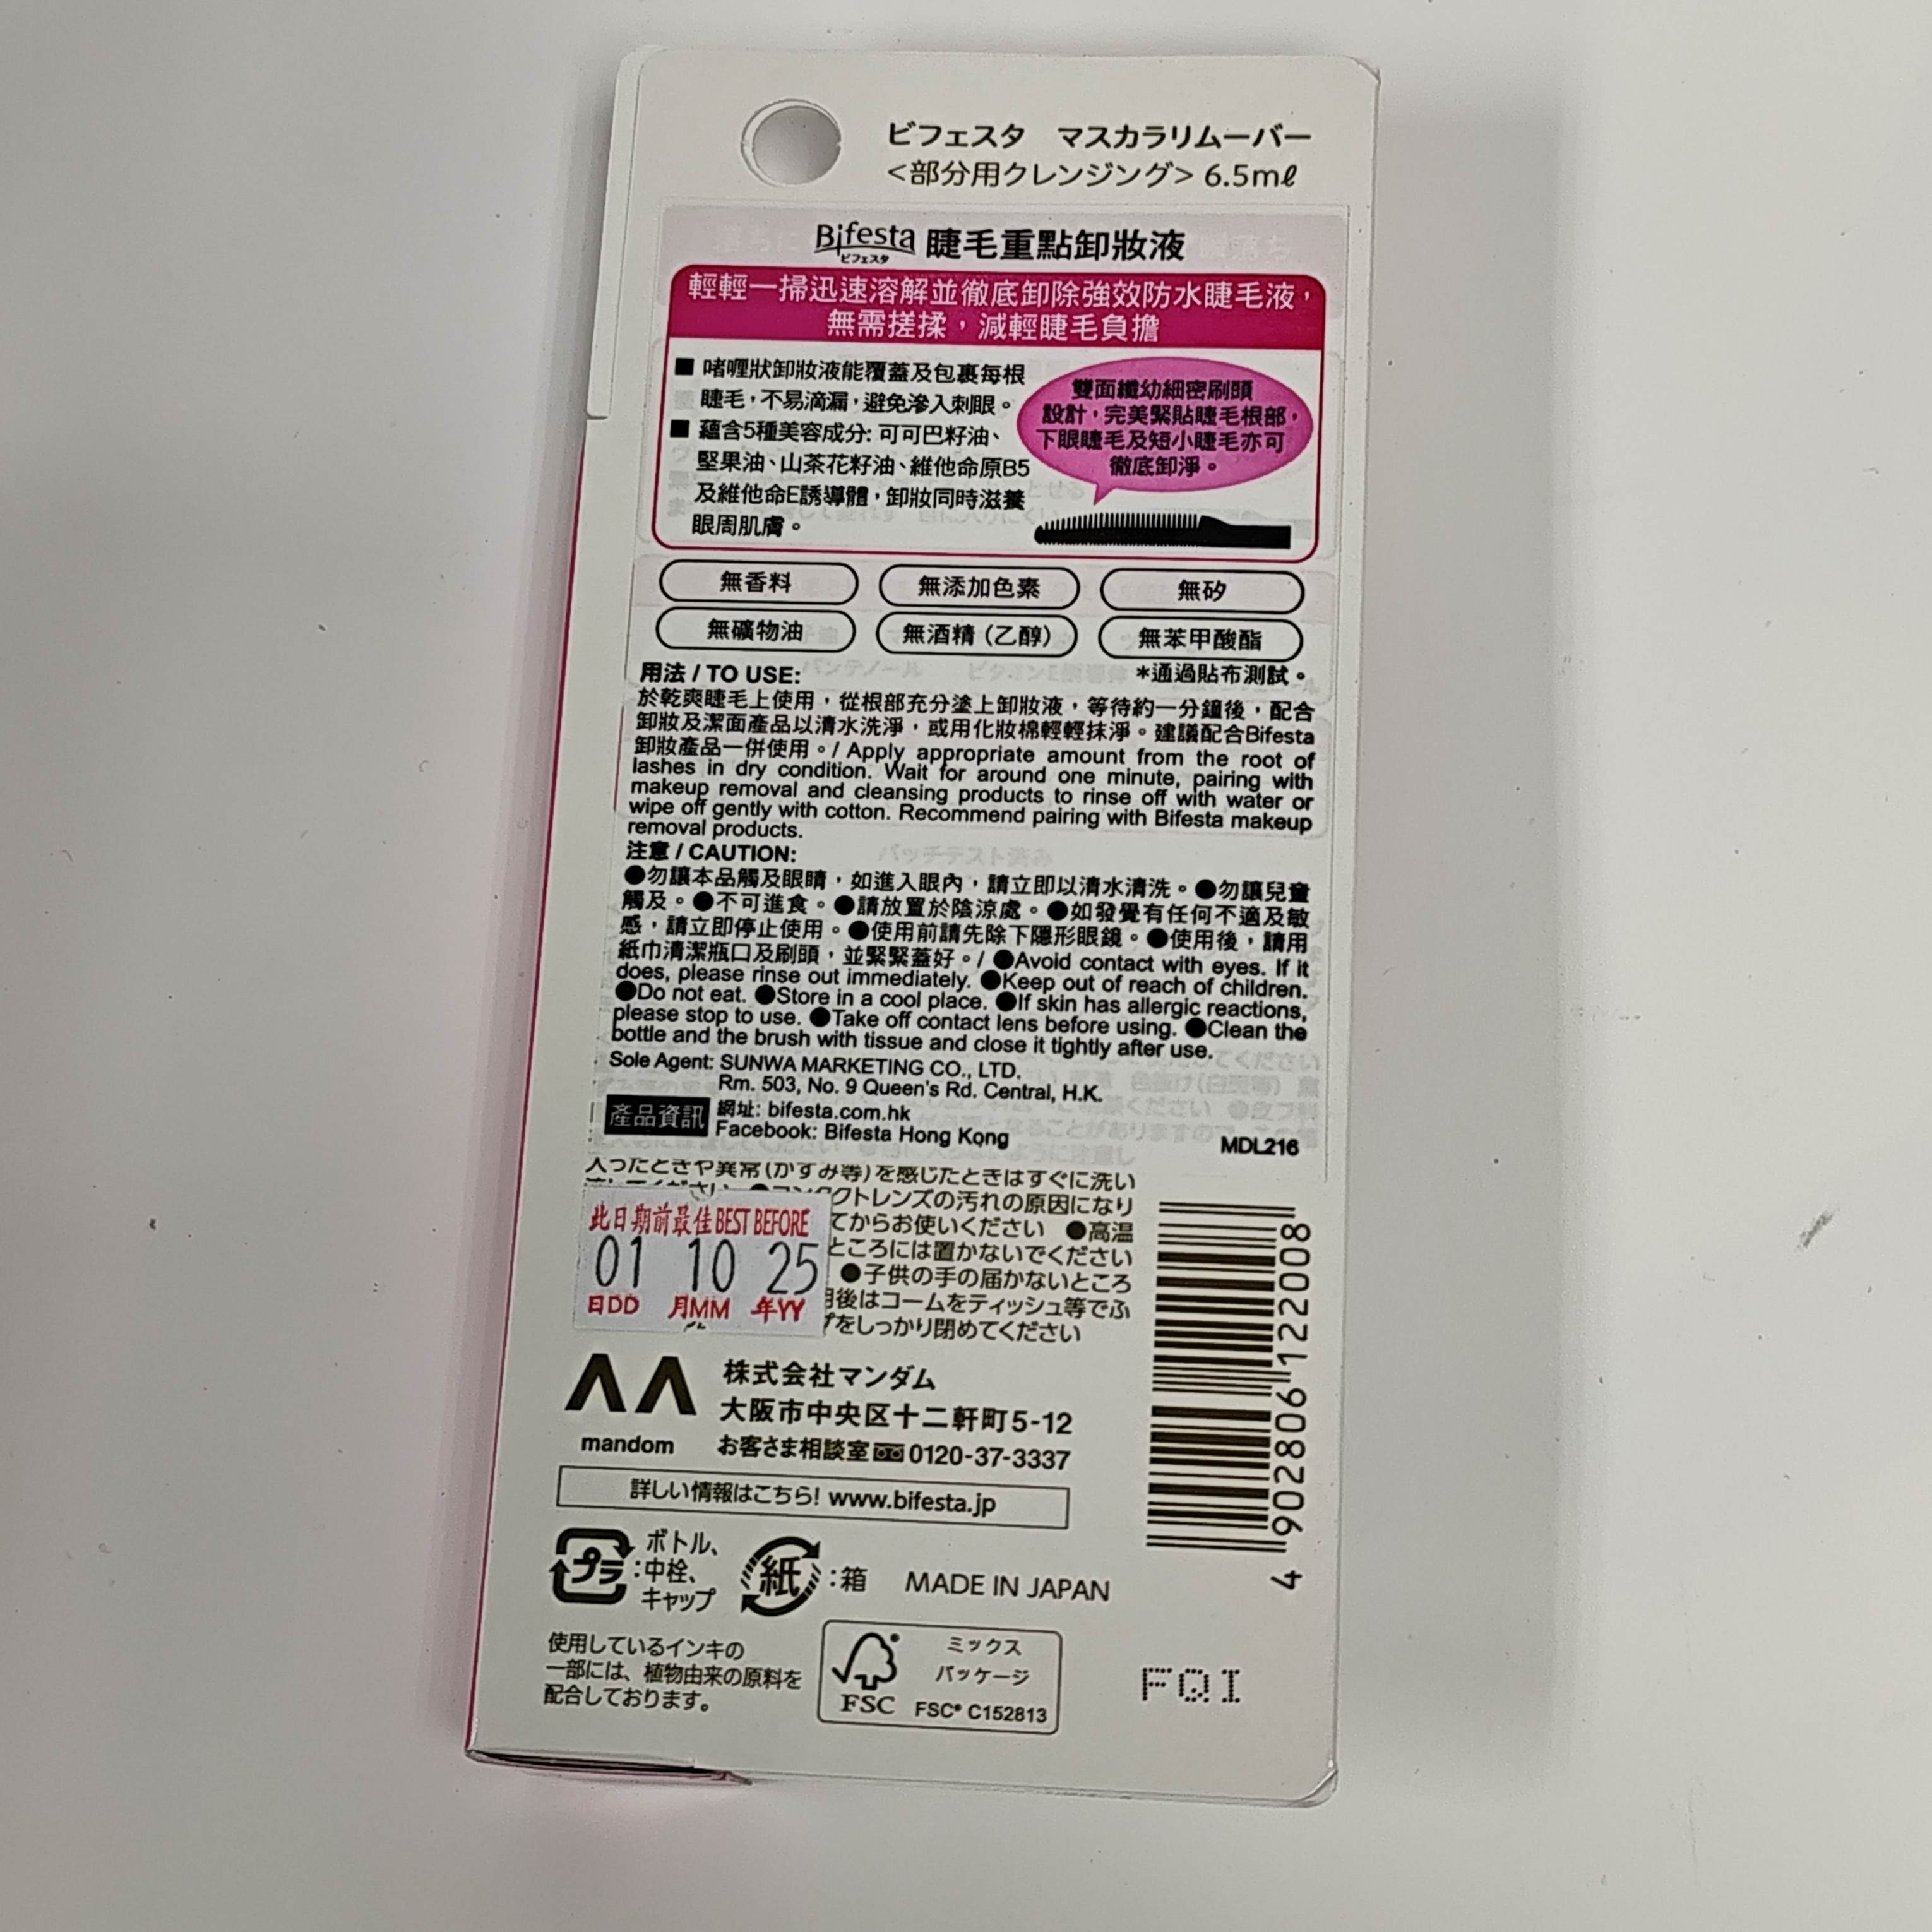 ビフェスタ　マスカラリムーバー
<部分用クレンジング> 6.5mℓ
Bifesta 睫毛重點卸妝液
ビフェスタ
輕輕一掃迅速溶解並徹底卸除強效防水睫毛液，
無需搓揉，減輕睫毛負擔
■ 啫喱狀卸妝液能覆蓋及包裹每根
睫毛，不易滴漏，避免滲入刺眼。
■ 蘊含5種美容成分: 可可巴籽油、
堅果油、山茶花籽油、維他命原B5
及維他命E誘導體，卸妝同時滋養
眼周肌膚。
雙面纖幼細密刷頭
設計，完美緊貼睫毛根部，
下眼睫毛及短小睫毛亦可
徹底卸淨。
無香料 無添加色素 無矽
無礦物油 無酒精（乙醇） 無苯甲酸酯
用法 / TO USE:
*通過貼布測試。
於乾爽睫毛上使用，從根部充分塗上卸妝液，等待約一分鐘後，配合
卸妝及潔面產品以清水洗淨，或用化妝棉輕輕抹淨。建議配合Bifesta
卸妝產品一併使用。/ Apply appropriate amount from the root of
lashes in dry condition. Wait for around one minute, pairing with
makeup removal and cleansing products to rinse off with water or
wipe off gently with cotton. Recommend pairing with Bifesta makeup
removal products.
パッチテスト済み
注意 / CAUTION:
●勿讓本品觸及眼睛，如進入眼內，請立即以清水清洗。●勿讓兒童
觸及。●不可進食。●請放置於陰涼處。●如發覺有任何不適及敏
感，請立即停止使用。●使用前請先除下隱形眼鏡。●使用後，請用
紙巾清潔瓶口及刷頭，並緊緊蓋好。/ ●Avoid contact with eyes. If it
does, please rinse out immediately. ●Keep out of reach of children.
●Do not eat. ●Store in a cool place. ●If skin has allergic reactions,
please stop to use. ●Take off contact lens before using. ●Clean the
bottle and the brush with tissue and close it tightly after use.
Sole Agent: SUNWA MARKETING CO., LTD.
Rm. 503, No. 9 Queen's Rd. Central, H.K.
產品資訊 網址: bifesta.com.hk
Facebook: Bifesta Hong Kong
MDL216
入ったときや異常(かすみ等)を感じたときはすぐに洗い
クトレンズの汚れの原因になり
てからお使いください ●高温
ところには置かないでください
●子供の手の届かないところ
後はコームをティッシュ等でふ
をしっかり閉めてください
此日期前最佳 BEST BEFORE
01 10 25
日DD 月MM 年YY
株式会社マンダム
大阪市中央区十二軒町5-12
mandom
お客さま相談室 0120-37-3337
詳しい情報はこちら! www.bifesta.jp
プラ :ボトル、
中栓、
キャップ
紙 :箱
MADE IN JAPAN
使用しているインキの
一部には、植物由来の原料を
配合しております。
FSC
ミックス
パッケージ
FSC® C152813
FQI
4 902806 122008